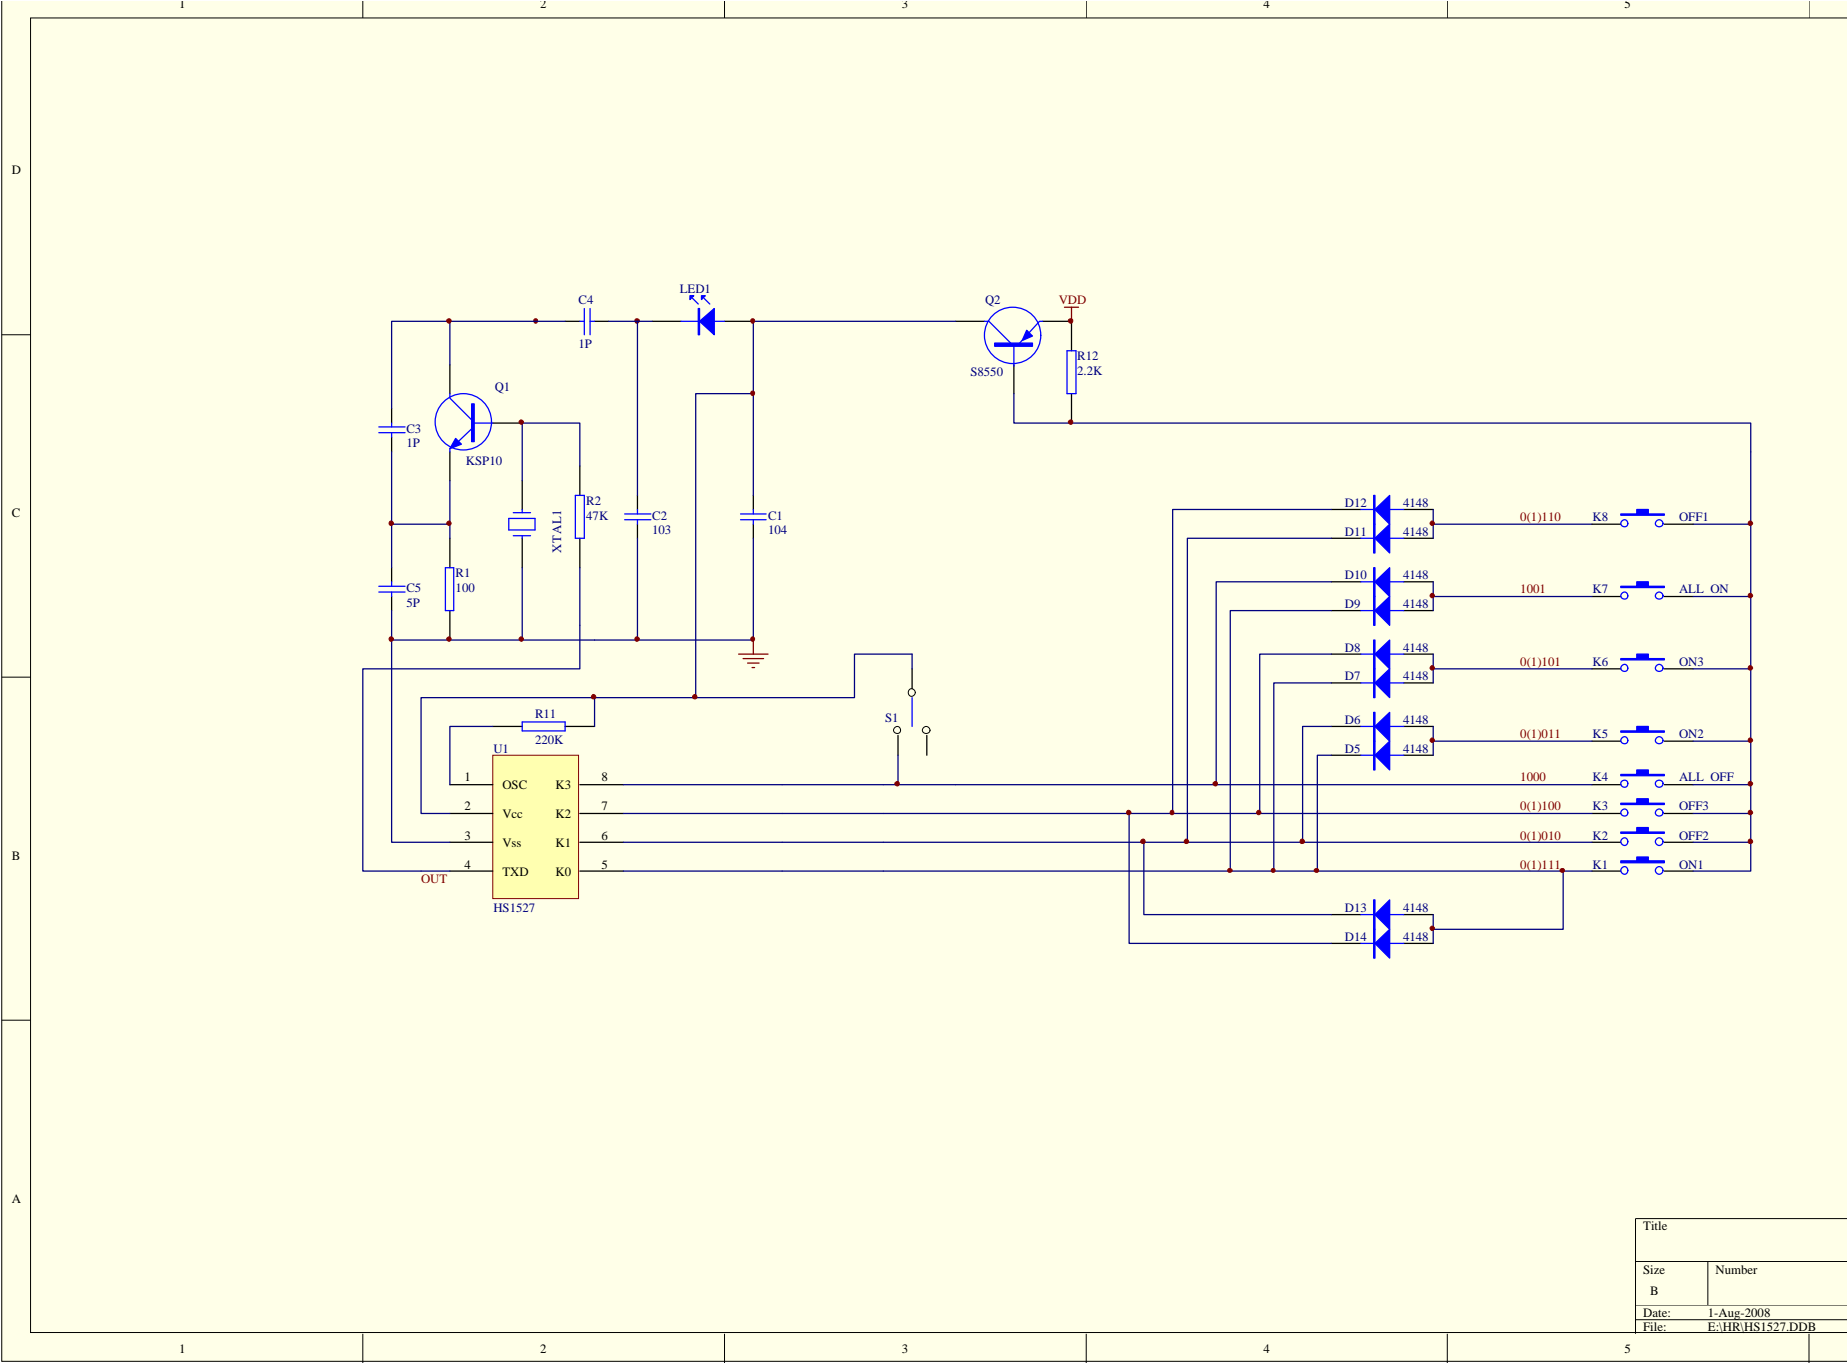 1 2 3 4 5
D
C
B
A
C4
1P
LED1
Q2
S8550
VDD
R12
2.2K
Q1
KSP10
C3
1P
R2
47K
XTAL1
C2
103
C1
104
C5
5P
R1
100
D12 4148
D11 4148
0(1)110 K8 OFF1
D10 4148
D9 4148
1001 K7 ALL ON
D8 4148
D7 4148
0(1)101 K6 ON3
D6 4148
D5 4148
0(1)011 K5 ON2
1000 K4 ALL OFF
0(1)100 K3 OFF3
0(1)010 K2 OFF2
0(1)111 K1 ON1
D13 4148
D14 4148
S1
R11
220K
U1
1 OSC K3 8
2 Vcc K2 7
3 Vss K1 6
4 TXD K0 5
OUT
HS1527
Title
Size Number
B
Date: 1-Aug-2008
File: E:\HR\HS1527.DDB
1 2 3 4 5